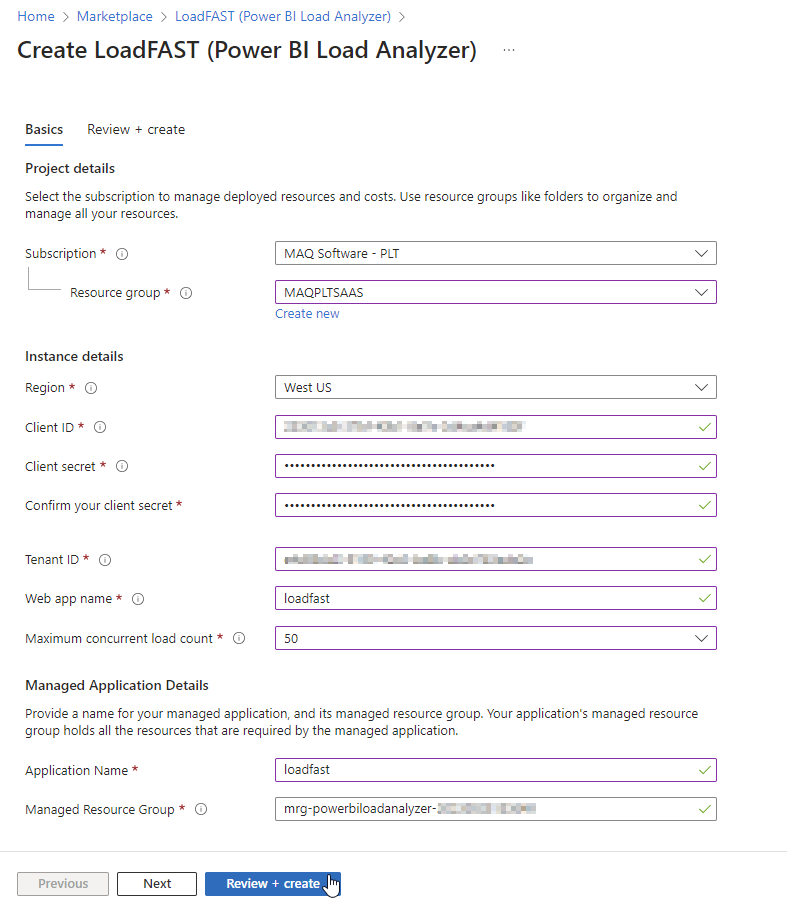 Home > Marketplace > LoadFAST (Power BI Load Analyzer) >
Create LoadFAST (Power BI Load Analyzer) ...
Basics Review + create
Project details
Select the subscription to manage deployed resources and costs. Use resource groups like folders to organize and
manage all your resources.
Subscription * MAQ Software - PLT
Resource group * MAQPLTSAAS
Create new
Instance details
Region * West US
Client ID *
Client secret * ••••••••••••••••••••••••••••••••••••••••
Confirm your client secret * ••••••••••••••••••••••••••••••••••••••••
Tenant ID *
Web app name * loadfast
Maximum concurrent load count * 50
Managed Application Details
Provide a name for your managed application, and its managed resource group. Your application's managed resource
group holds all the resources that are required by the managed application.
Application Name * loadfast
Managed Resource Group * mrg-powerbiloadanalyzer-
Previous Next Review + create